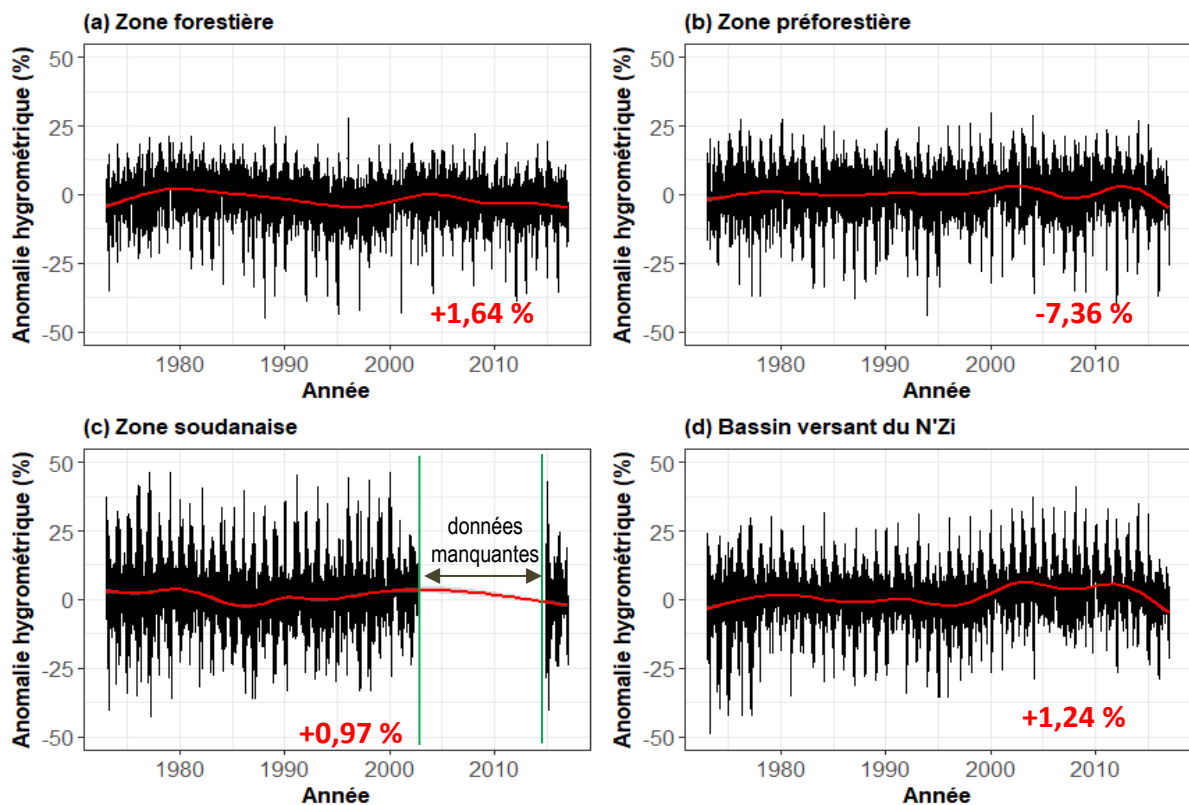 (a) Zone forestière
Anomalie hygrométrique (%)
50
25
0
-25
-50
+1,64 %
1980 1990 2000 2010
Année
(b) Zone préforestière
Anomalie hygrométrique (%)
50
25
0
-25
-50
-7,36 %
1980 1990 2000 2010
Année
(c) Zone soudanaise
Anomalie hygrométrique (%)
50
25
0
-25
-50
données
manquantes
+0,97 %
1980 1990 2000 2010
Année
(d) Bassin versant du N'Zi
Anomalie hygrométrique (%)
50
25
0
-25
-50
+1,24 %
1980 1990 2000 2010
Année